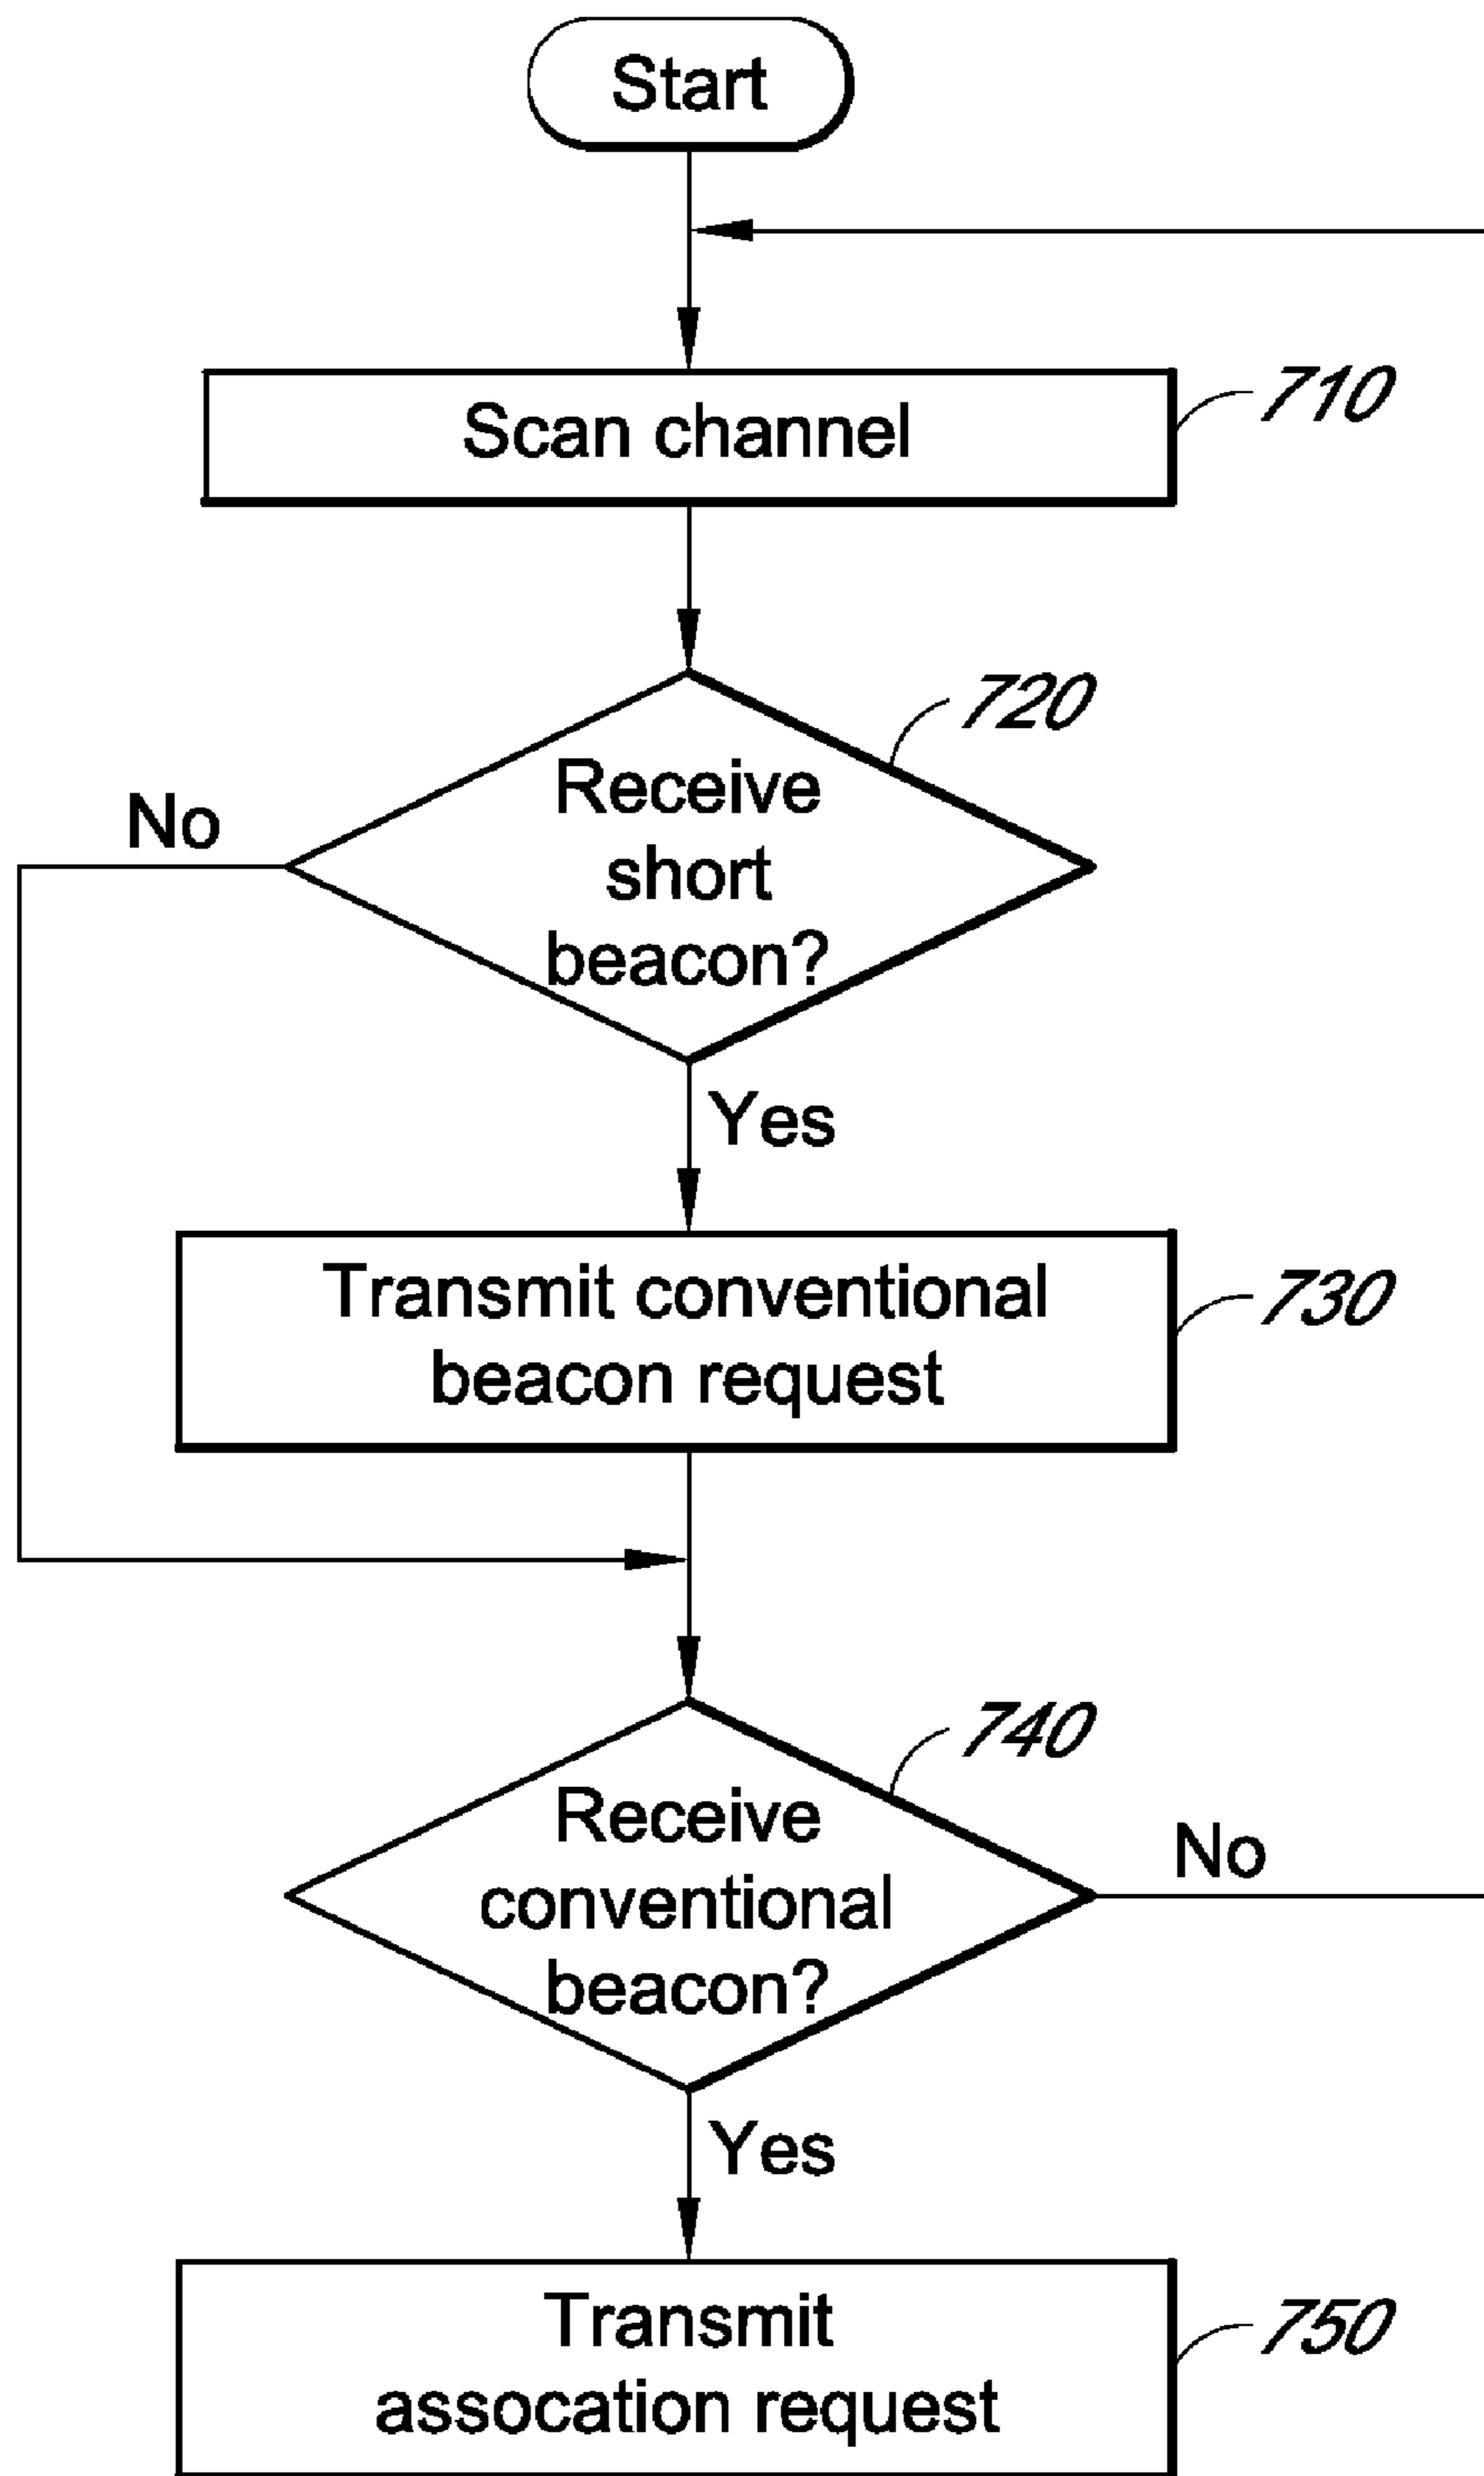 Start
Scan channel
710
720
Receive
short
beacon?
No
Yes
Transmit conventional
beacon request
730
740
Receive
conventional
beacon?
No
Yes
Transmit
assocation request
750